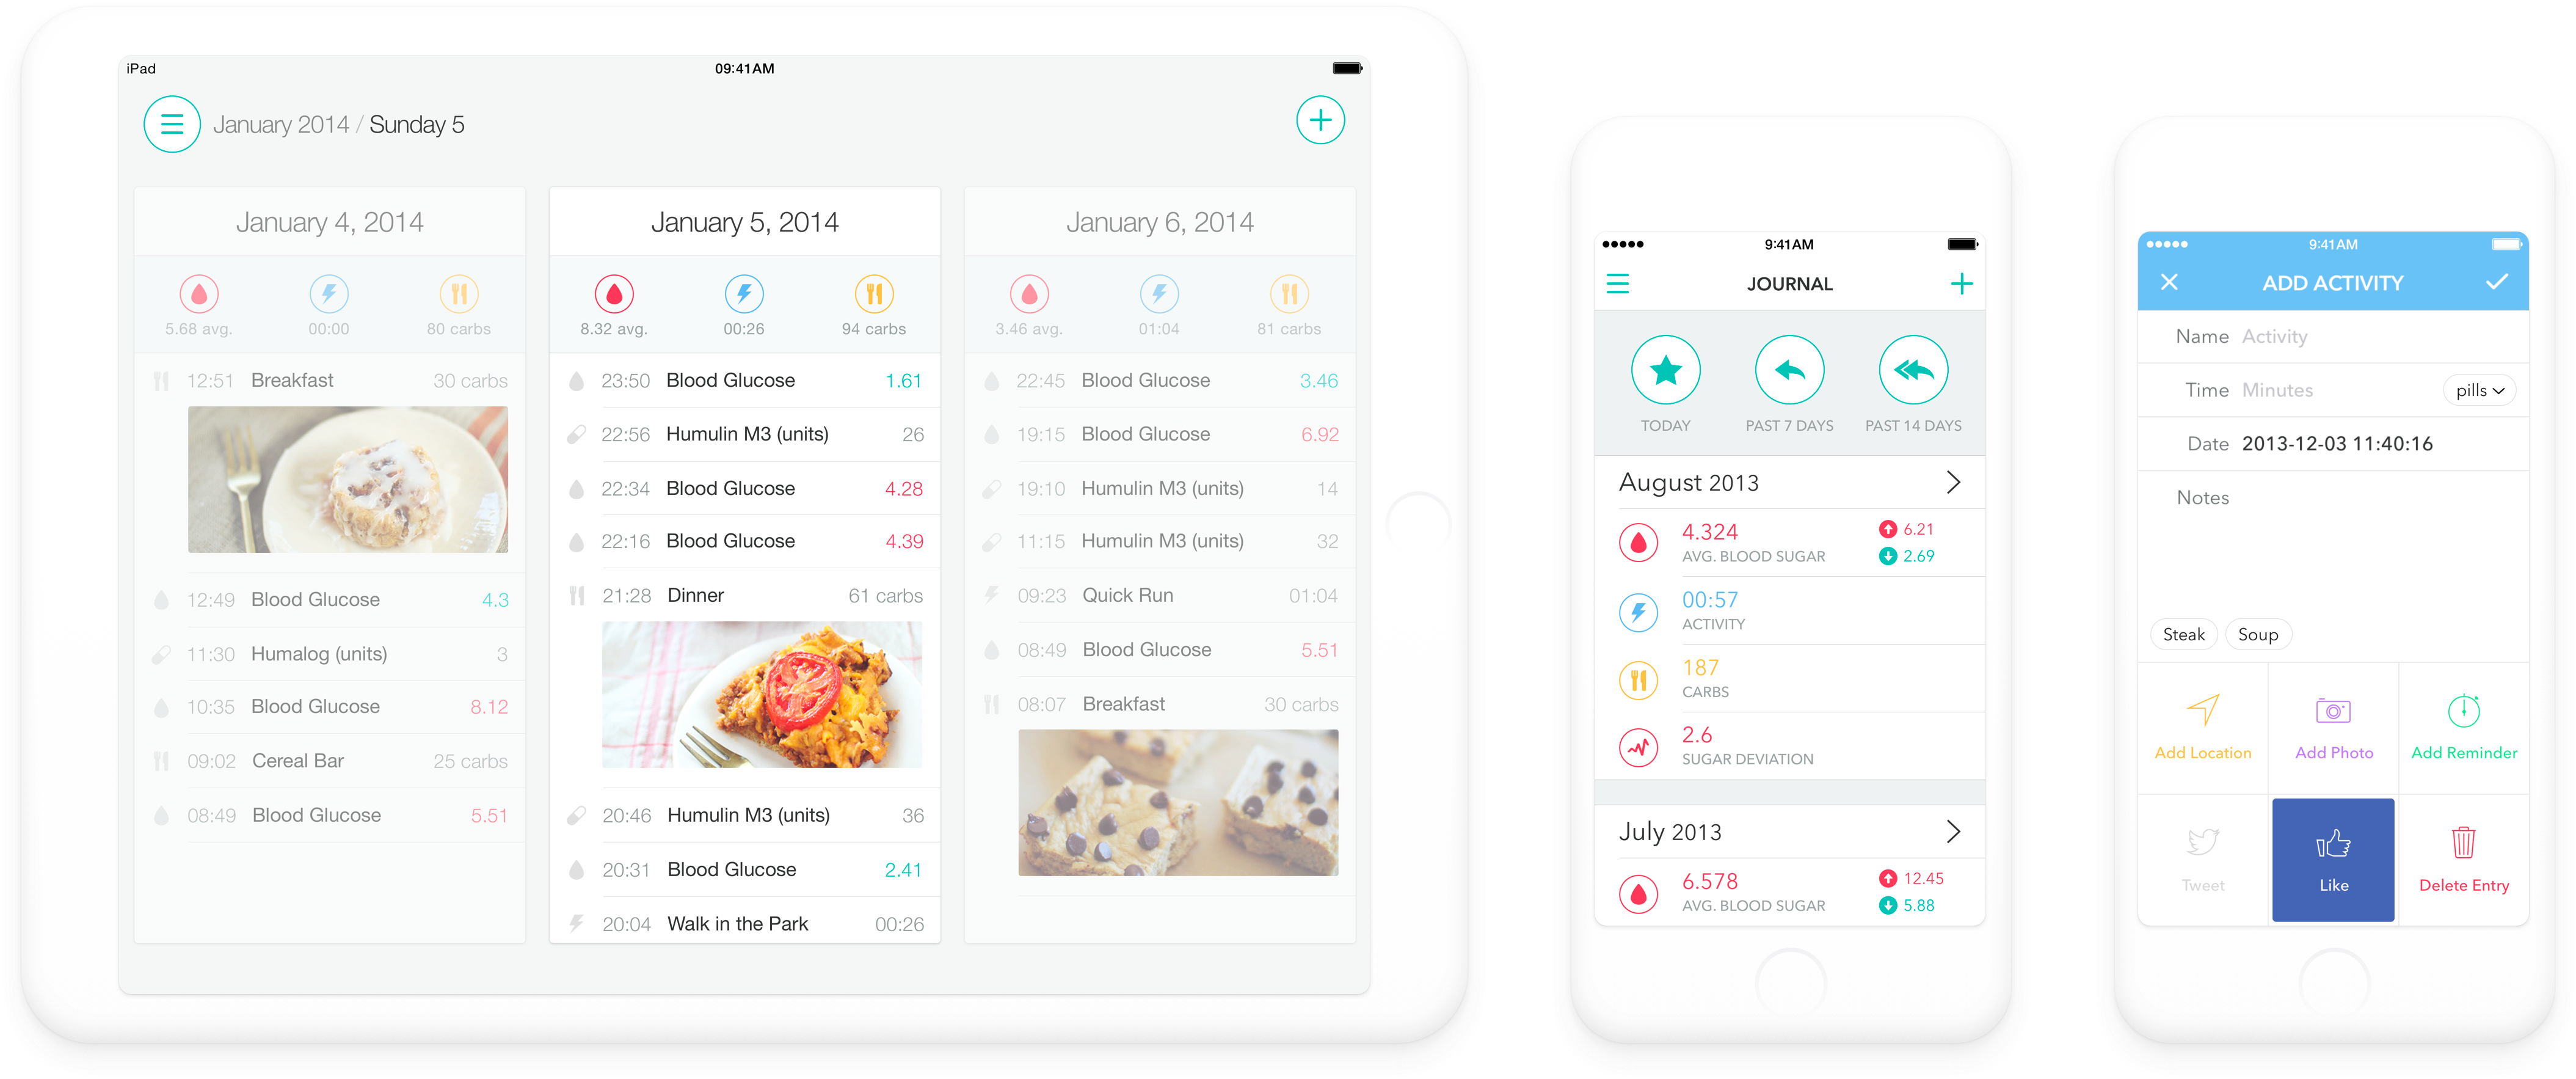 iPad 09:41AM
January 2014 / Sunday 5
January 4, 2014
5.68 avg. 00:00 80 carbs
12:51 Breakfast 30 carbs
12:49 Blood Glucose 4.3
11:30 Humalog (units) 3
10:35 Blood Glucose 8.12
09:02 Cereal Bar 25 carbs
08:49 Blood Glucose 5.51
January 5, 2014
8.32 avg. 00:26 94 carbs
23:50 Blood Glucose 1.61
22:56 Humulin M3 (units) 26
22:34 Blood Glucose 4.28
22:16 Blood Glucose 4.39
21:28 Dinner 61 carbs
20:46 Humulin M3 (units) 36
20:31 Blood Glucose 2.41
20:04 Walk in the Park 00:26
January 6, 2014
3.46 avg. 01:04 81 carbs
22:45 Blood Glucose 3.46
19:15 Blood Glucose 6.92
19:10 Humulin M3 (units) 14
11:15 Humulin M3 (units) 32
09:23 Quick Run 01:04
08:49 Blood Glucose 5.51
08:07 Breakfast 30 carbs
9:41AM
JOURNAL
TODAY PAST 7 DAYS PAST 14 DAYS
August 2013
4.324 6.21
AVG. BLOOD SUGAR 2.69
00:57
ACTIVITY
187
CARBS
2.6
SUGAR DEVIATION
July 2013
6.578 12.45
AVG. BLOOD SUGAR 5.88
9:41AM
ADD ACTIVITY
Name Activity
Time Minutes pills
Date 2013-12-03 11:40:16
Notes
Steak Soup
Add Location Add Photo Add Reminder
Tweet Like Delete Entry